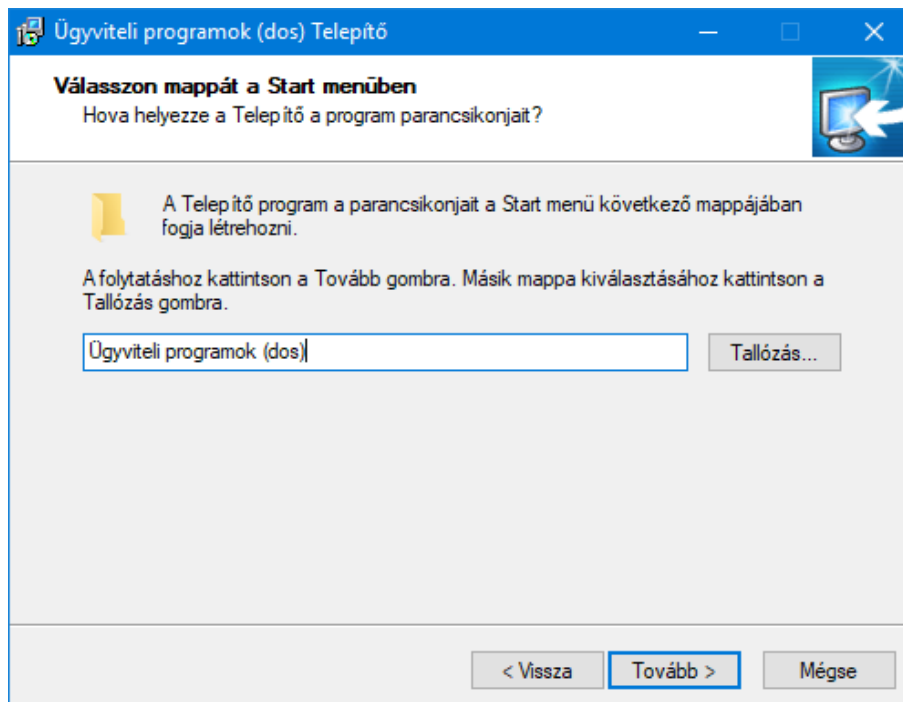 Ügyviteli programok (dos) Telepítő
Válasszon mappát a Start menüben
Hova helyezze a Telepítő a program parancsikonjait?
A Telepítő program a parancsikonjait a Start menü következő mappájában
fogja létrehozni.
A folytatáshoz kattintson a Tovább gombra. Másik mappa kiválasztásához kattintson a
Tallózás gombra.
Ügyviteli programok (dos)
Tallózás...
< Vissza
Tovább >
Mégse